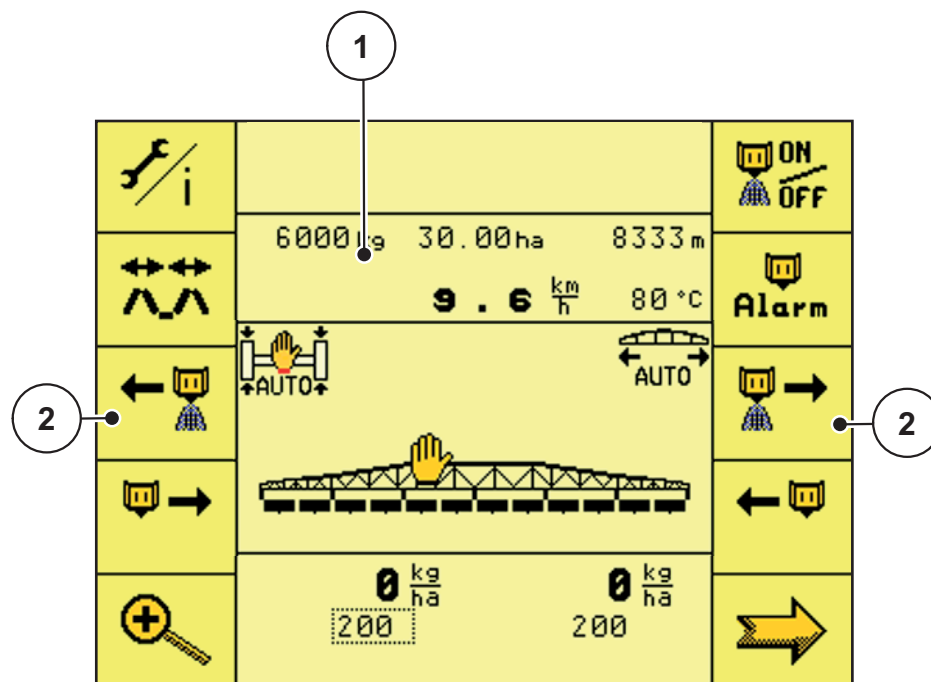 1
ON
i
OFF
6000 kg 30.00 ha 8333 m
9.6 km/h 80 °C
Alarm
AUTO
AUTO
2
2
0 kg/ha 0 kg/ha
200 200